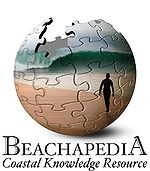 BEACHAPEDIA
Coastal Knowledge Resource